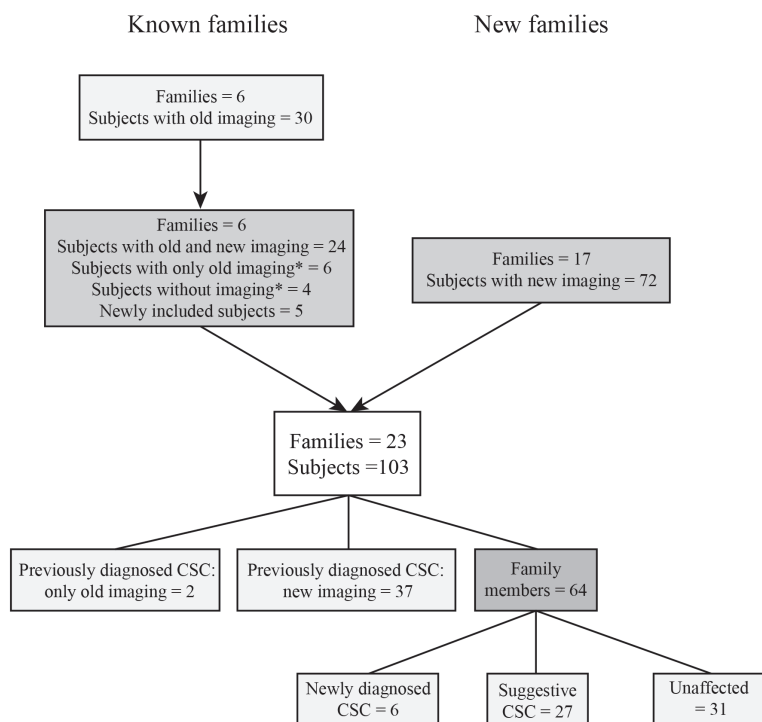 Known families
New families
Families = 6
Subjects with old imaging = 30
Families = 6
Subjects with old and new imaging = 24
Subjects with only old imaging* = 6
Subjects without imaging* = 4
Newly included subjects = 5
Families = 17
Subjects with new imaging = 72
Families = 23
Subjects =103
Previously diagnosed CSC:
only old imaging = 2
Previously diagnosed CSC:
new imaging = 37
Family
members = 64
Newly diagnosed
CSC = 6
Suggestive
CSC = 27
Unaffected
= 31